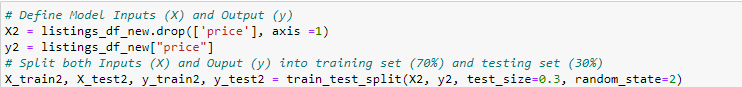 # Define Model Inputs (X) and Output (y)
X2 = listings_df_new.drop(['price'], axis =1)
y2 = listings_df_new["price"]
# Split both Inputs (X) and Ouput (y) into training set (70%) and testing set (30%)
X_train2, X_test2, y_train2, y_test2 = train_test_split(X2, y2, test_size=0.3, random_state=2)